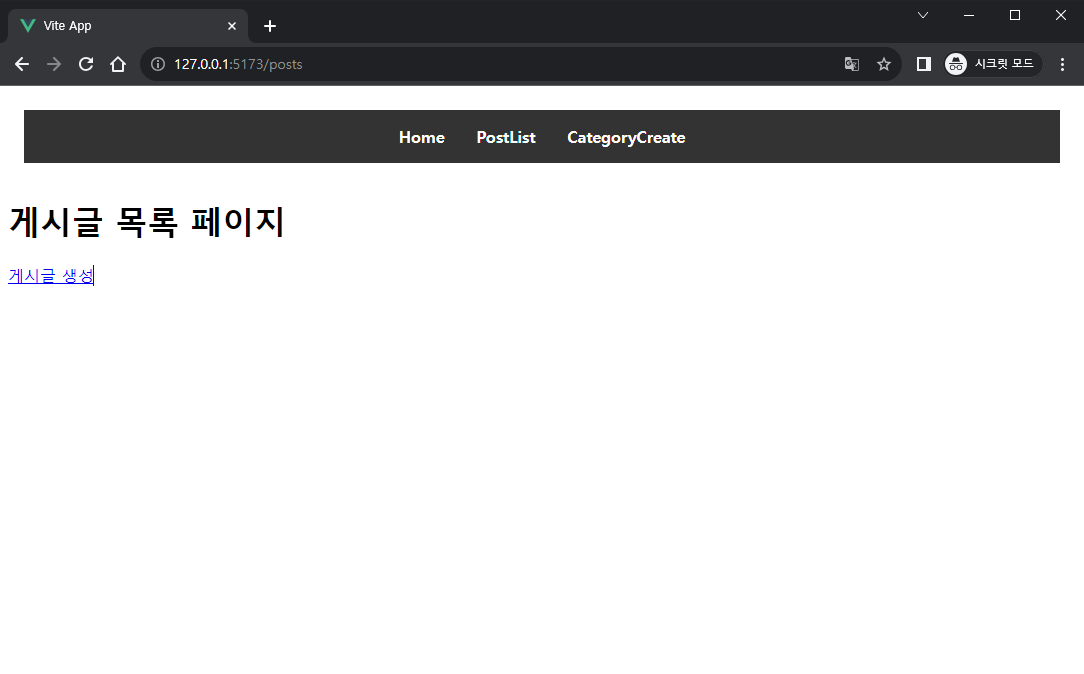 Vite App
127.0.0.1:5173/posts
시크릿 모드
Home PostList CategoryCreate
게시글 목록 페이지
게시글 생성